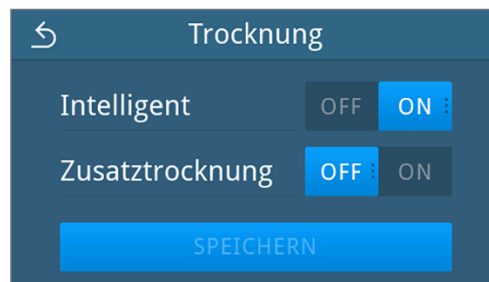 Trocknung
Intelligent OFF ON
Zusatztrocknung OFF ON
SPEICHERN